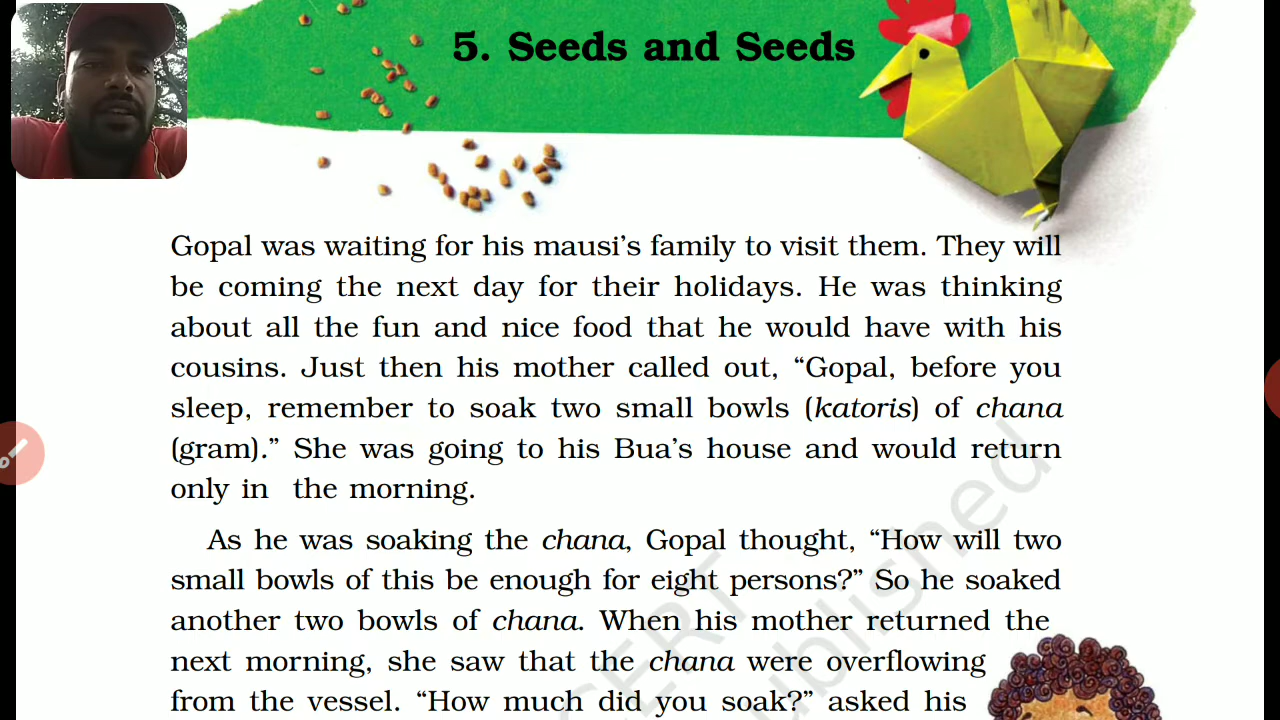 5. Seeds and Seeds
Gopal was waiting for his mausi’s family to visit them. They will
be coming the next day for their holidays. He was thinking
about all the fun and nice food that he would have with his
cousins. Just then his mother called out, “Gopal, before you
sleep, remember to soak two small bowls (katoris) of chana
(gram).” She was going to his Bua’s house and would return
only in the morning.
As he was soaking the chana, Gopal thought, “How will two
small bowls of this be enough for eight persons?” So he soaked
another two bowls of chana. When his mother returned the
next morning, she saw that the chana were overflowing
from the vessel. “How much did you soak?” asked his